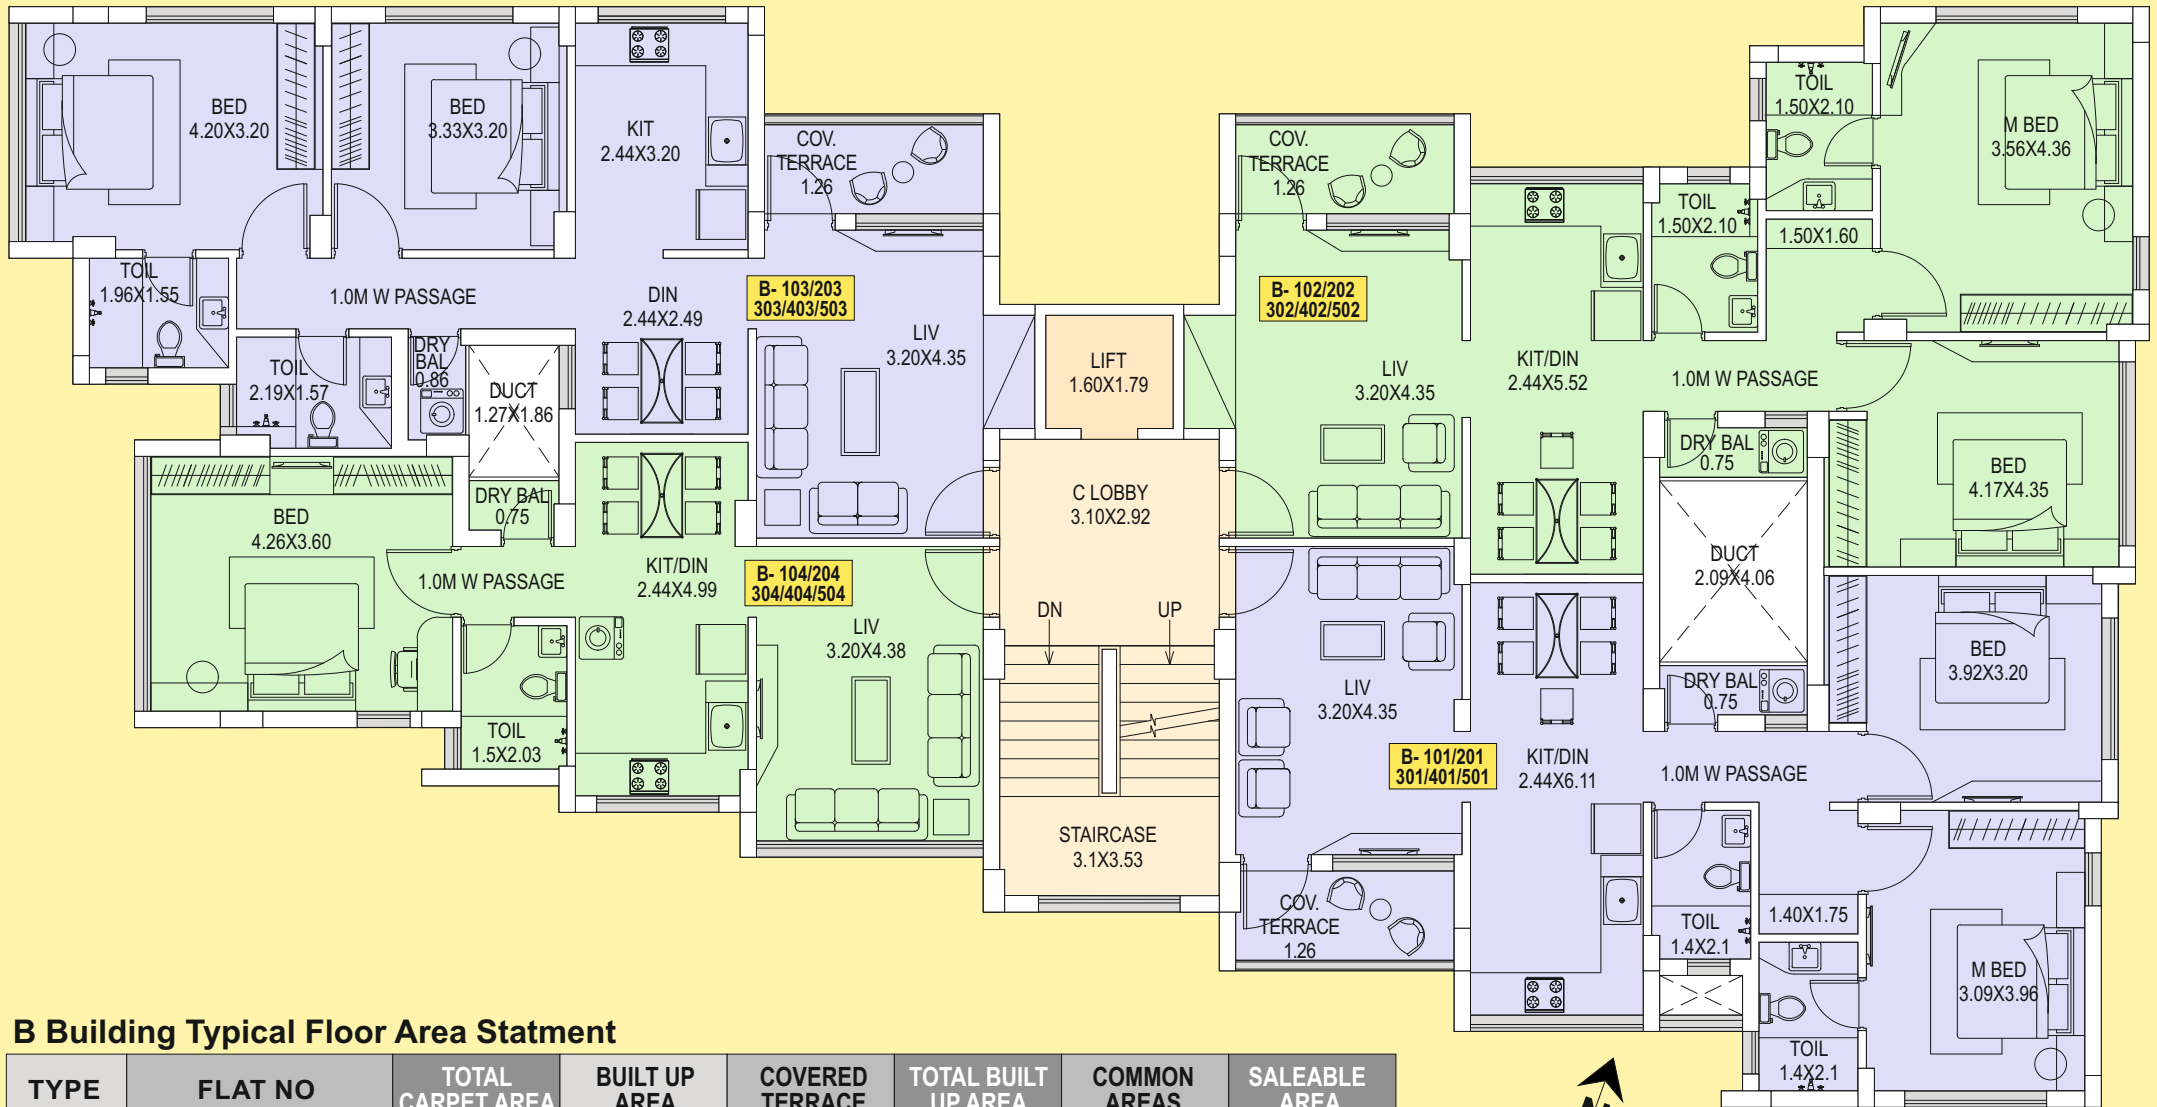 BED
4.20X3.20
BED
3.33X3.20
KIT
2.44X3.20
COV.
TERRACE
1.26
COV.
TERRACE
1.26
TOIL
1.50X2.10
M BED
3.56X4.36
TOIL
1.50X2.10
1.50X1.60
TOIL
1.96X1.55
1.0M W PASSAGE
DIN
2.44X2.49
B- 103/203
303/403/503
LIV
3.20X4.35
B- 102/202
302/402/502
LIFT
1.60X1.79
LIV
3.20X4.35
KIT/DIN
2.44X5.52
1.0M W PASSAGE
TOIL
2.19X1.57
DRY
BAL
0.86
DUCT
1.27X1.86
DRY BAL
0.75
BED
4.17X4.35
BED
4.26X3.60
DRY BAL
0.75
C LOBBY
3.10X2.92
DUCT
2.09X4.06
1.0M W PASSAGE
KIT/DIN
2.44X4.99
B- 104/204
304/404/504
LIV
3.20X4.38
DN
UP
BED
3.92X3.20
DRY BAL
0.75
LIV
3.20X4.35
TOIL
1.5X2.03
B- 101/201
301/401/501
KIT/DIN
2.44X6.11
1.0M W PASSAGE
STAIRCASE
3.1X3.53
COV.
TERRACE
1.26
TOIL
1.4X2.1
1.40X1.75
M BED
3.09X3.96
TOIL
1.4X2.1
B Building Typical Floor Area Statment
TYPE
FLAT NO
TOTAL
CARPET AREA
BUILT UP
AREA
COVERED
TERRACE
TOTAL BUILT
UP AREA
COMMON
AREAS
SALEABLE
AREA